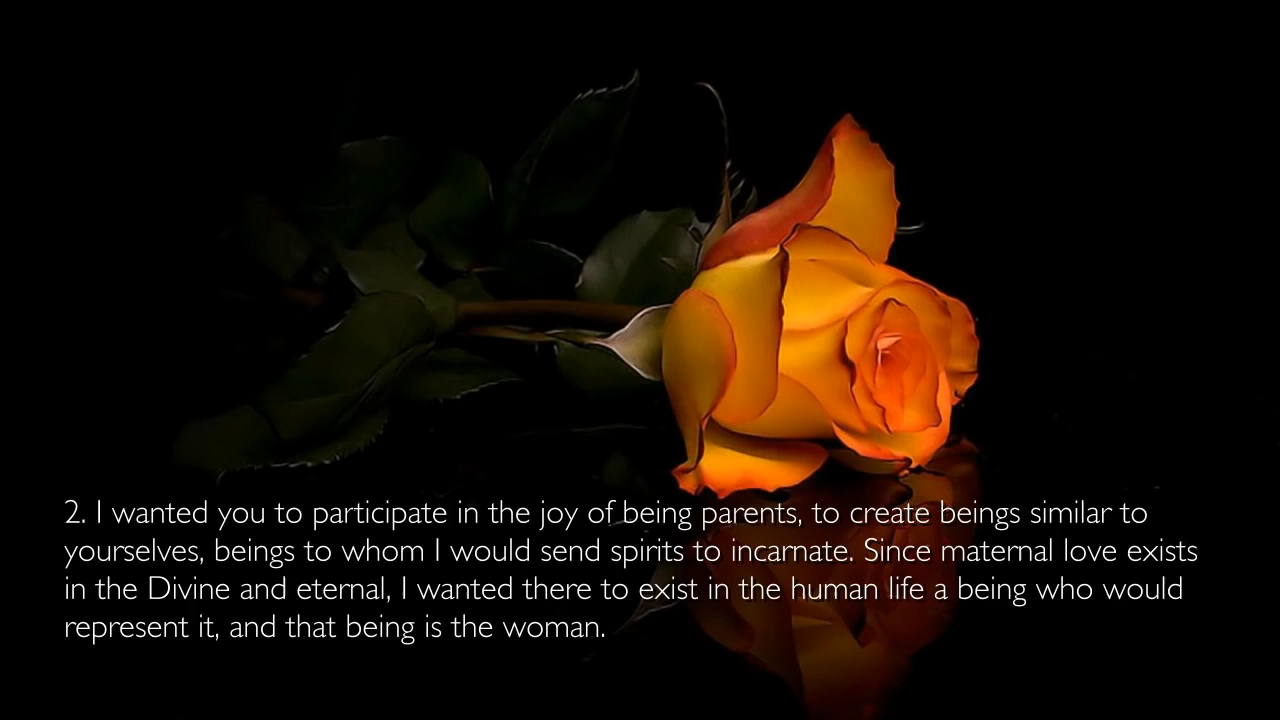 2. I wanted you to participate in the joy of being parents, to create beings similar to
yourselves, beings to whom I would send spirits to incarnate. Since maternal love exists
in the Divine and eternal, I wanted there to exist in the human life a being who would
represent it, and that being is the woman.